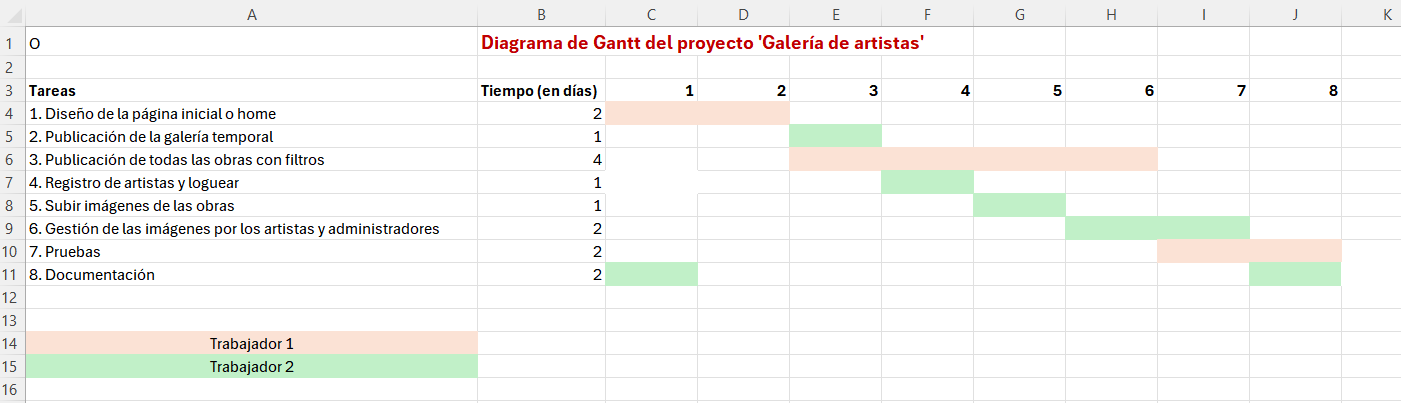 A B C D E F G H I J K
1 O Diagrama de Gantt del proyecto 'Galería de artistas'
2
3 Tareas Tiempo (en días) 1 2 3 4 5 6 7 8
4 1. Diseño de la página inicial o home 2
5 2. Publicación de la galería temporal 1
6 3. Publicación de todas las obras con filtros 4
7 4. Registro de artistas y loguear 1
8 5. Subir imágenes de las obras 1
9 6. Gestión de las imágenes por los artistas y administradores 2
10 7. Pruebas 2
11 8. Documentación 2
12
13
14 Trabajador 1
15 Trabajador 2
16